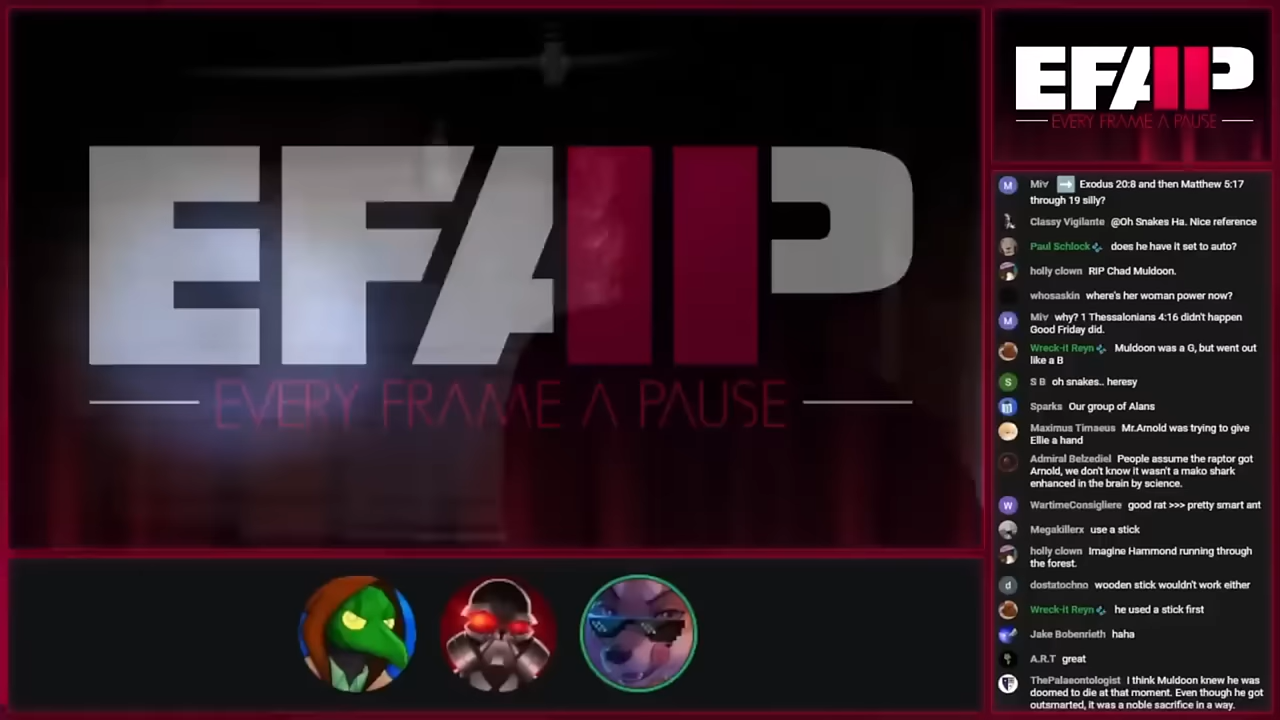 EFAP
EVERY FRAME A PAUSE
EFAP
EVERY FRAME A PAUSE
M Miv ➡ Exodus 20:8 and then Matthew 5:17
through 19 silly?
Classy Vigilante @Oh Snakes Ha. Nice reference
Paul Schlock does he have it set to auto?
holly clown RIP Chad Muldoon.
whosaskin where's her woman power now?
M Miv why? 1 Thessalonians 4:16 didn't happen
Good Friday did.
Wreck-it Reyn Muldoon was a G, but went out
like a B
S S B oh snakes.. heresy
Sparks Our group of Alans
Maximus Timaeus Mr.Arnold was trying to give
Ellie a hand
Admiral Belzediel People assume the raptor got
Arnold, we don't know it wasn't a mako shark
enhanced in the brain by science.
W WartimeConsigliere good rat >>> pretty smart ant
Megakillerx use a stick
holly clown Imagine Hammond running through
the forest.
d dostatochno wooden stick wouldn't work either
Wreck-it Reyn he used a stick first
Jake Bobenrieth haha
A.R.T great
ThePalaeontologist I think Muldoon knew he was
doomed to die at that moment. Even though he got
outsmarted, it was a noble sacrifice in a way.